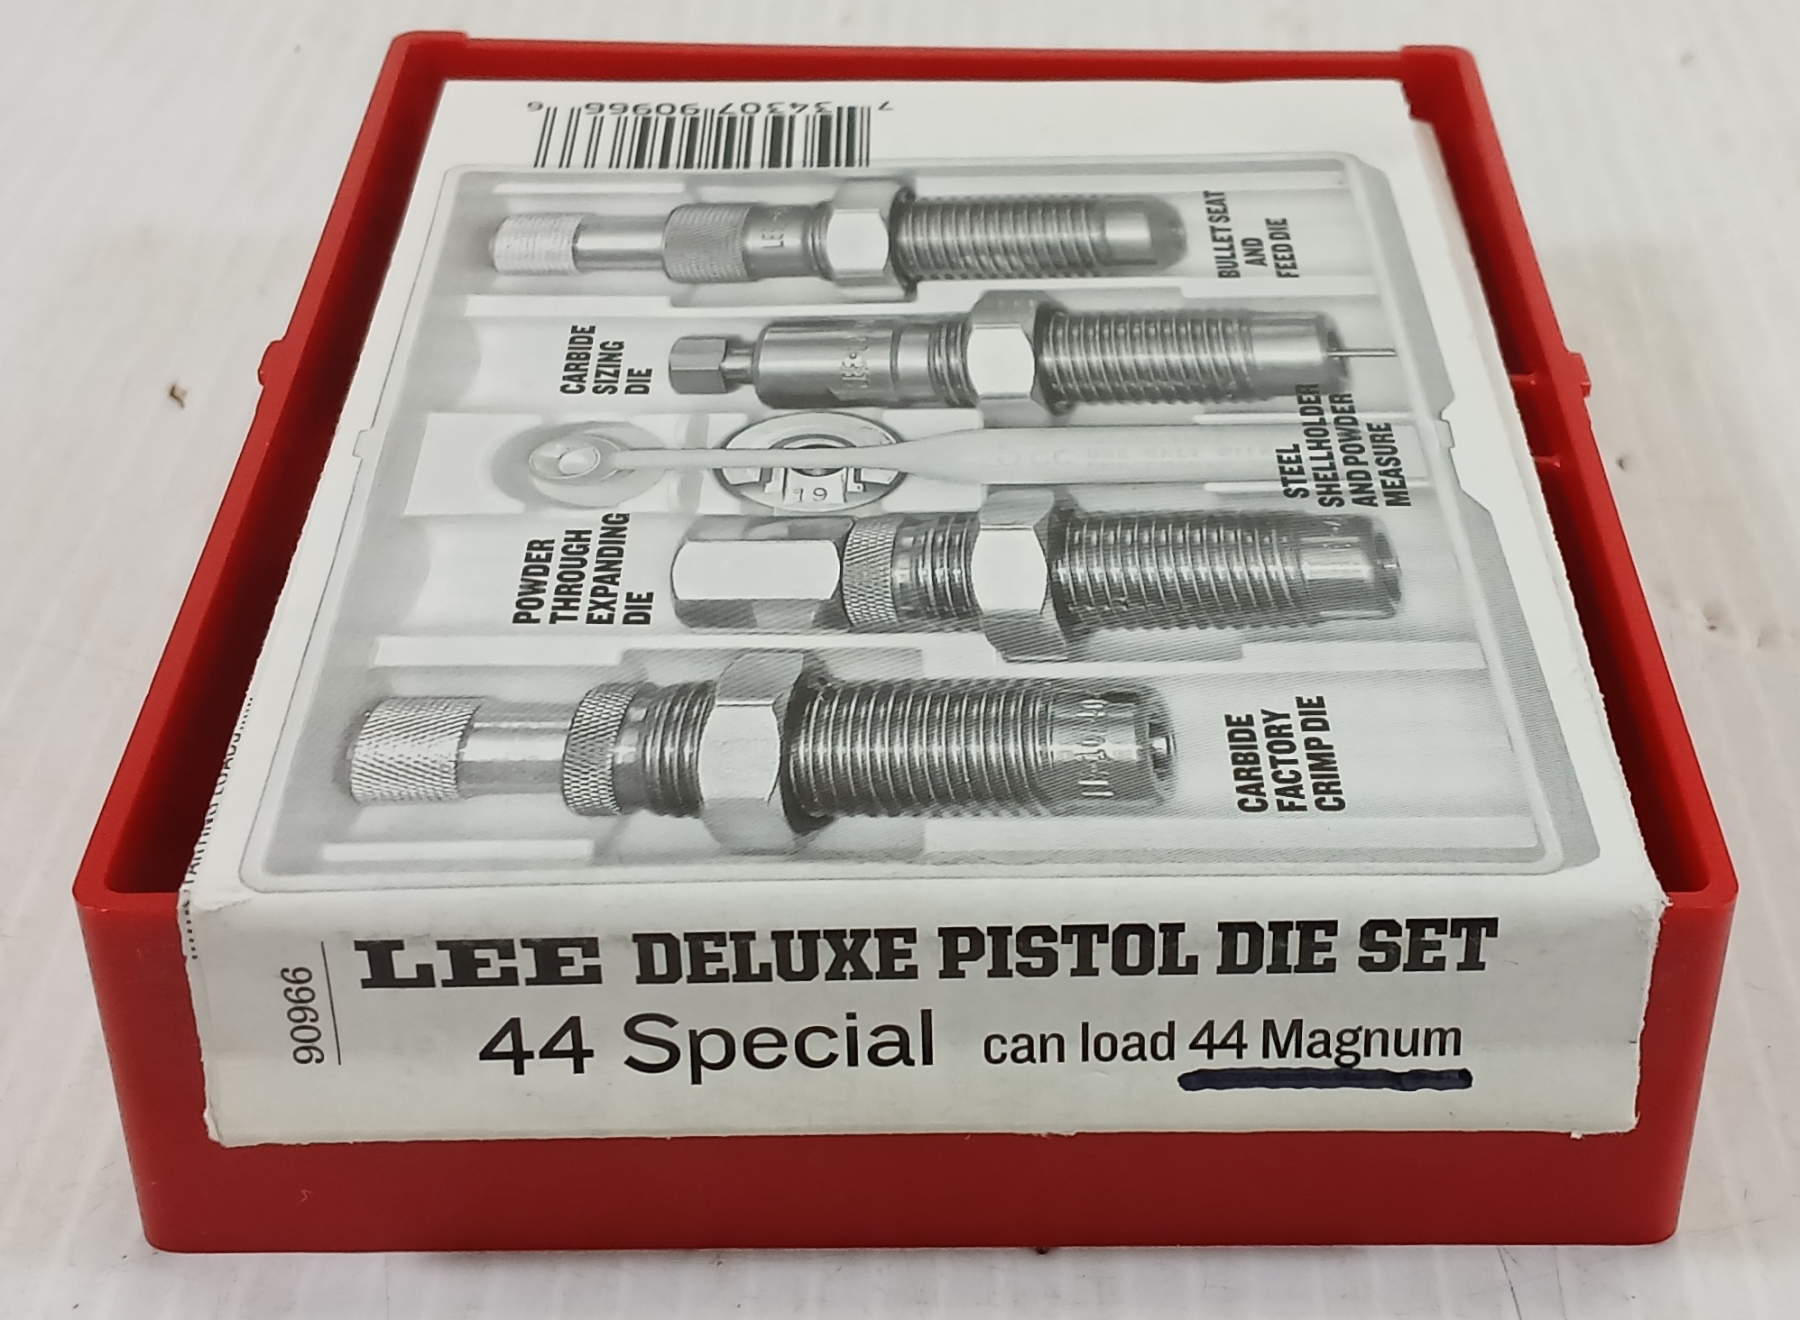 7 34307 90966 6
BULLET SEAT
AND
FEED DIE
CARBIDE
SIZING
DIE
STEEL
SHELLHOLDER
AND POWDER
MEASURE
19
POWDER
THROUGH
EXPANDING
DIE
CARBIDE
FACTORY
CRIMP DIE
90966
LEE DELUXE PISTOL DIE SET
44 Special can load 44 Magnum